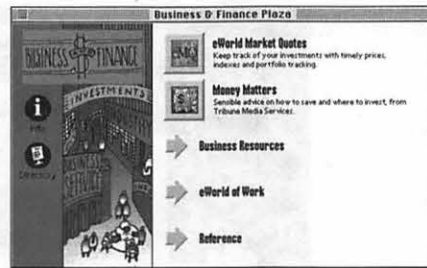 Business & Finance Plaza
BUSINESS & FINANCE
eWorld Market Quotes
Keep track of your investments with timely prices,
indexes and portfolio tracking.
Money Matters
Sensible advice on how to save and where to invest, from
Tribune Media Services.
Info
Directory
INVESTMENTS
INDUSTRY
BUSINESS
SERVICE
Business Resources
eWorld of Work
Reference